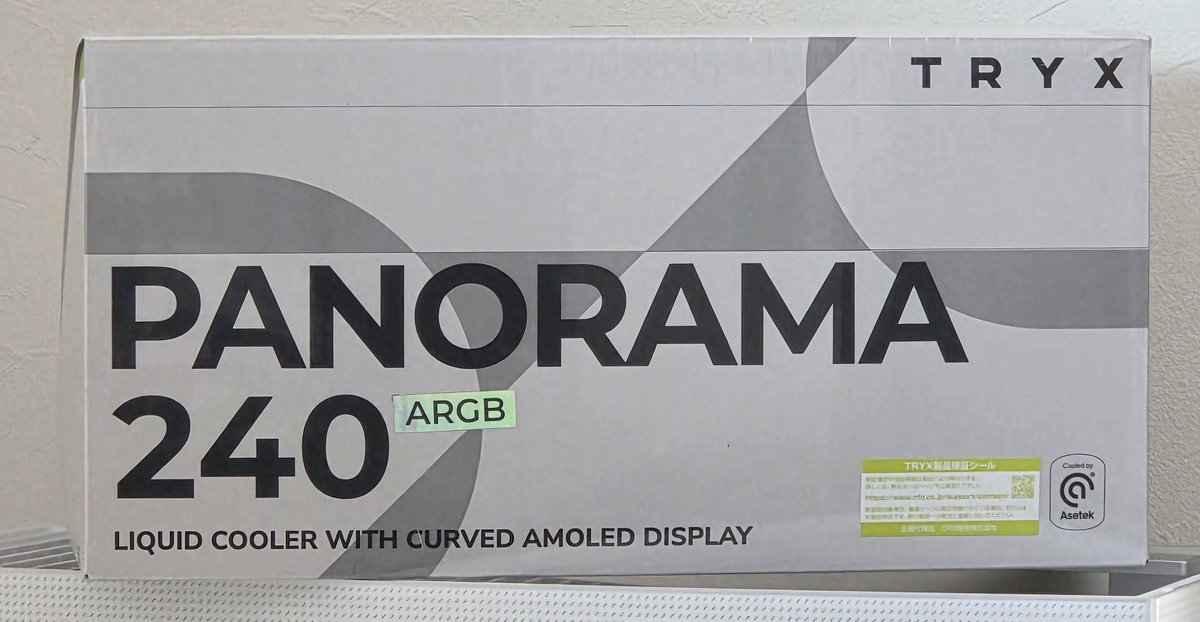 TRYX
PANORAMA
240 ARGB
LIQUID COOLER WITH CURVED AMOLED DISPLAY
TRYX製品保証シール
Cooled by
Asetek